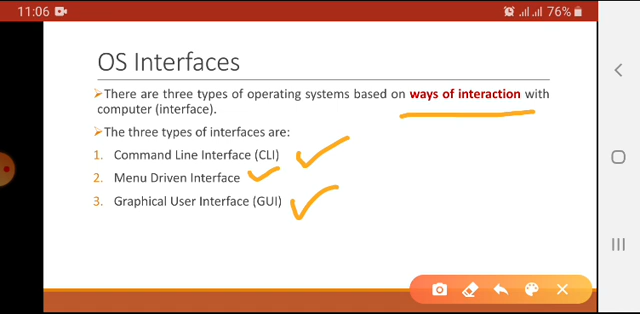 11:06
76%
OS Interfaces
There are three types of operating systems based on ways of interaction with
computer (interface).
The three types of interfaces are:
1. Command Line Interface (CLI)
2. Menu Driven Interface
3. Graphical User Interface (GUI)